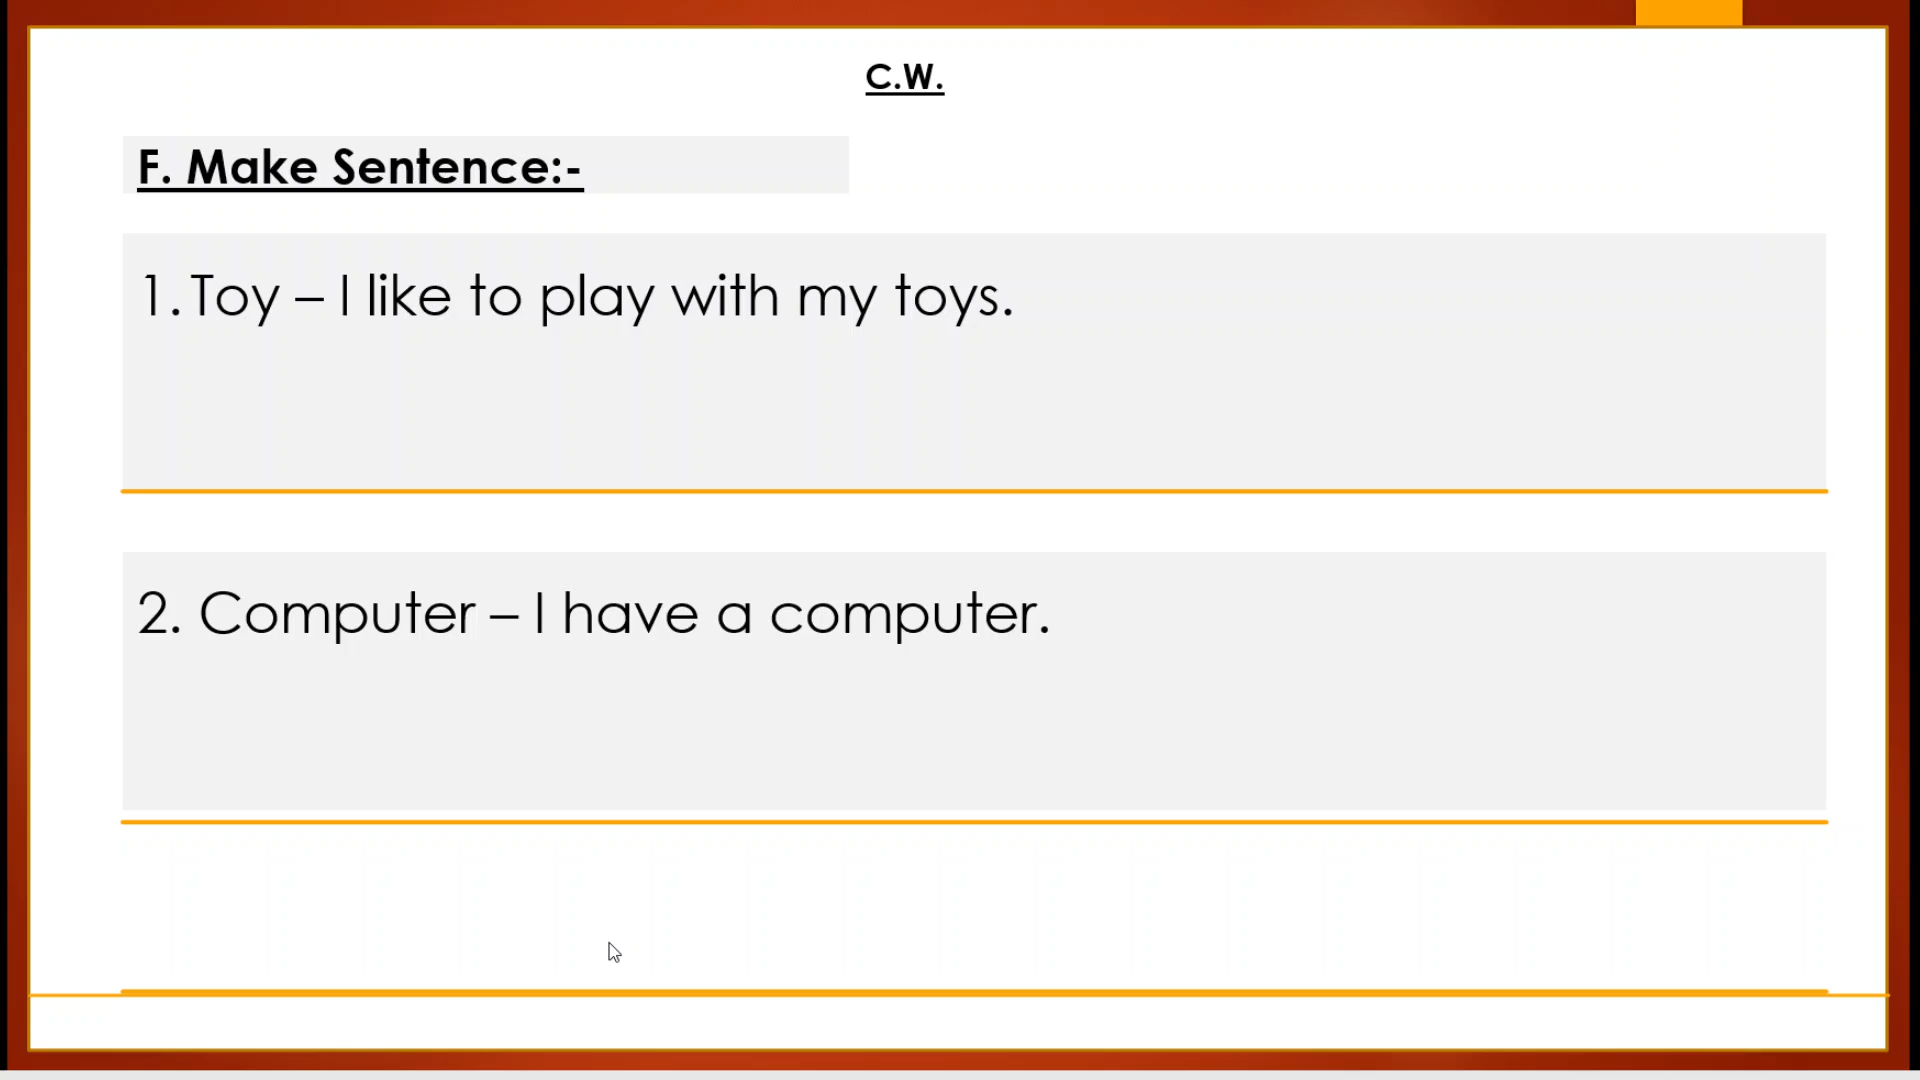 C.W.
F. Make Sentence:-
1. Toy – I like to play with my toys.
2. Computer – I have a computer.